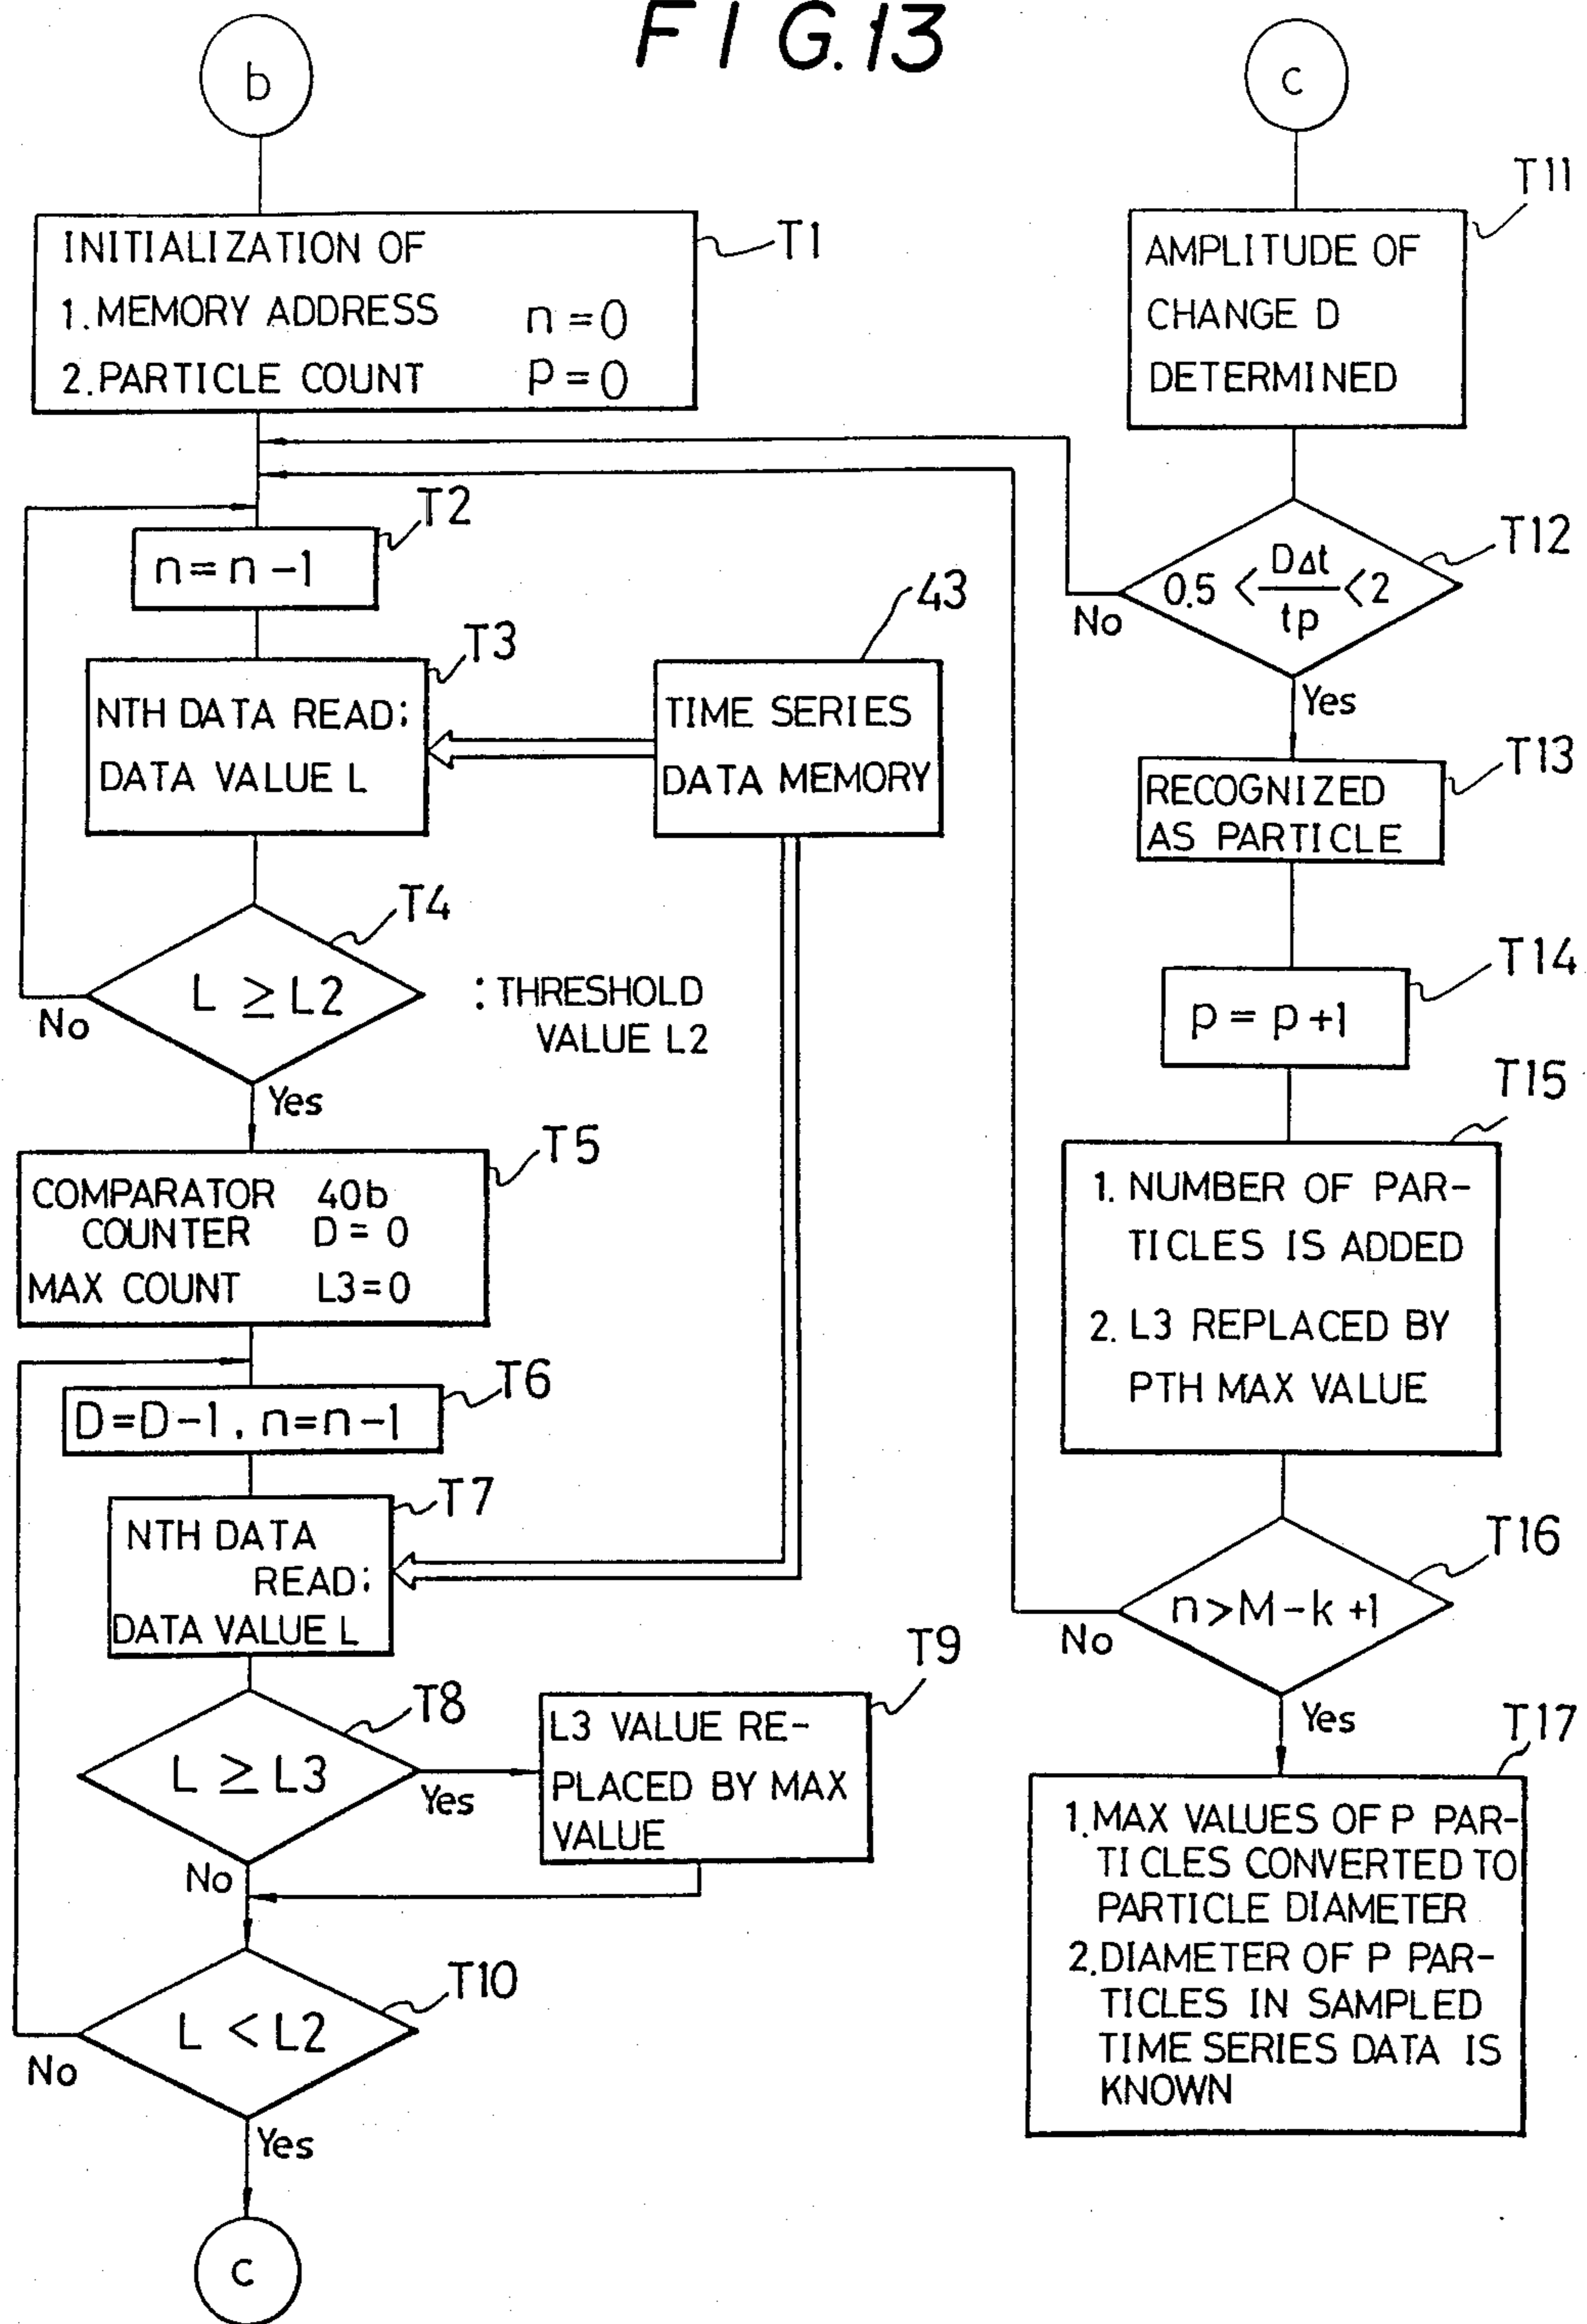 FIG.13
b
INITIALIZATION OF
1. MEMORY ADDRESS n=0
2. PARTICLE COUNT P=0
T1
T2
n=n-1
T3
NTH DATA READ;
DATA VALUE L
43
TIME SERIES
DATA MEMORY
T4
L ≥ L2
: THRESHOLD
VALUE L2
No
Yes
T5
COMPARATOR 40b
COUNTER D = 0
MAX COUNT L3=0
T6
D=D-1, n=n-1
T7
NTH DATA
READ;
DATA VALUE L
T8
L ≥ L3
Yes
No
T9
L3 VALUE RE-
PLACED BY MAX
VALUE
T10
L < L2
No
Yes
c
c
T11
AMPLITUDE OF
CHANGE D
DETERMINED
T12
0.5 < DΔt/tp < 2
No
Yes
T13
RECOGNIZED
AS PARTICLE
T14
p = p+1
T15
1. NUMBER OF PAR-
TICLES IS ADDED
2. L3 REPLACED BY
PTH MAX VALUE
T16
n>M-k+1
No
Yes
T17
1. MAX VALUES OF P PAR-
TICLES CONVERTED TO
PARTICLE DIAMETER
2. DIAMETER OF P PAR-
TICLES IN SAMPLED
TIME SERIES DATA IS
KNOWN